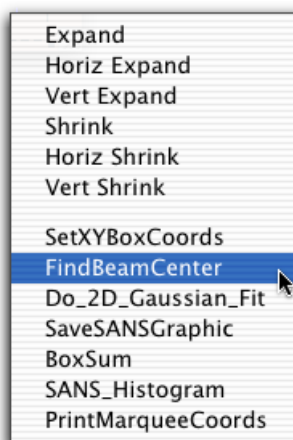 Expand
Horiz Expand
Vert Expand
Shrink
Horiz Shrink
Vert Shrink
SetXYBoxCoords
FindBeamCenter
Do_2D_Gaussian_Fit
SaveSANSGraphic
BoxSum
SANS_Histogram
PrintMarqueeCoords